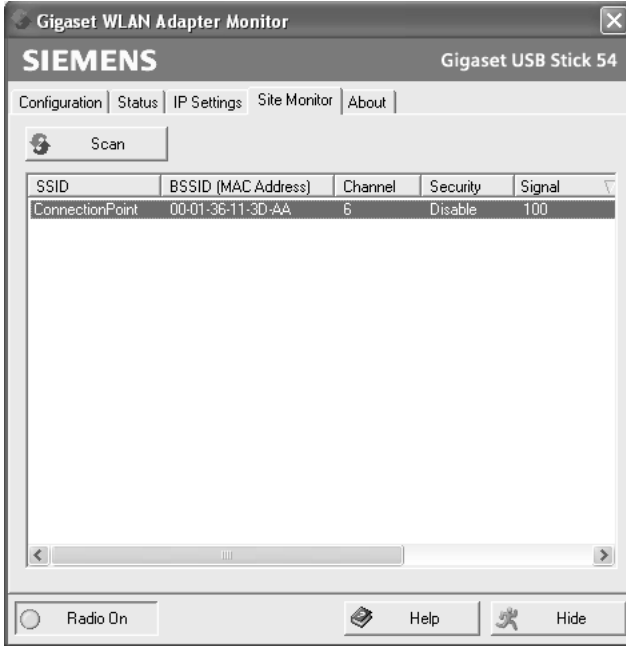 Gigaset WLAN Adapter Monitor
SIEMENS Gigaset USB Stick 54
Configuration Status IP Settings Site Monitor About
Scan
SSID BSSID (MAC Address) Channel Security Signal
ConnectionPoint 00-01-36-11-3D-AA 6 Disable 100
Radio On Help Hide